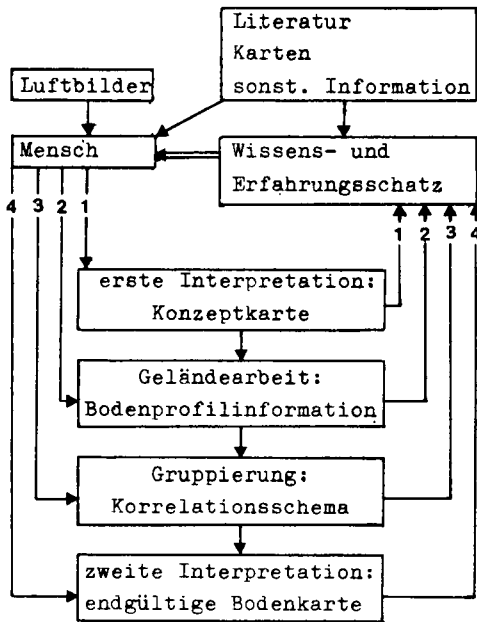 Literatur
Karten
sonst. Information
Luftbilder
Mensch
Wissens- und
Erfahrungsschatz
4 3 2 1
1 2 3 4
erste Interpretation:
Konzeptkarte
Geländearbeit:
Bodenprofilinformation
Gruppierung:
Korrelationsschema
zweite Interpretation:
endgültige Bodenkarte